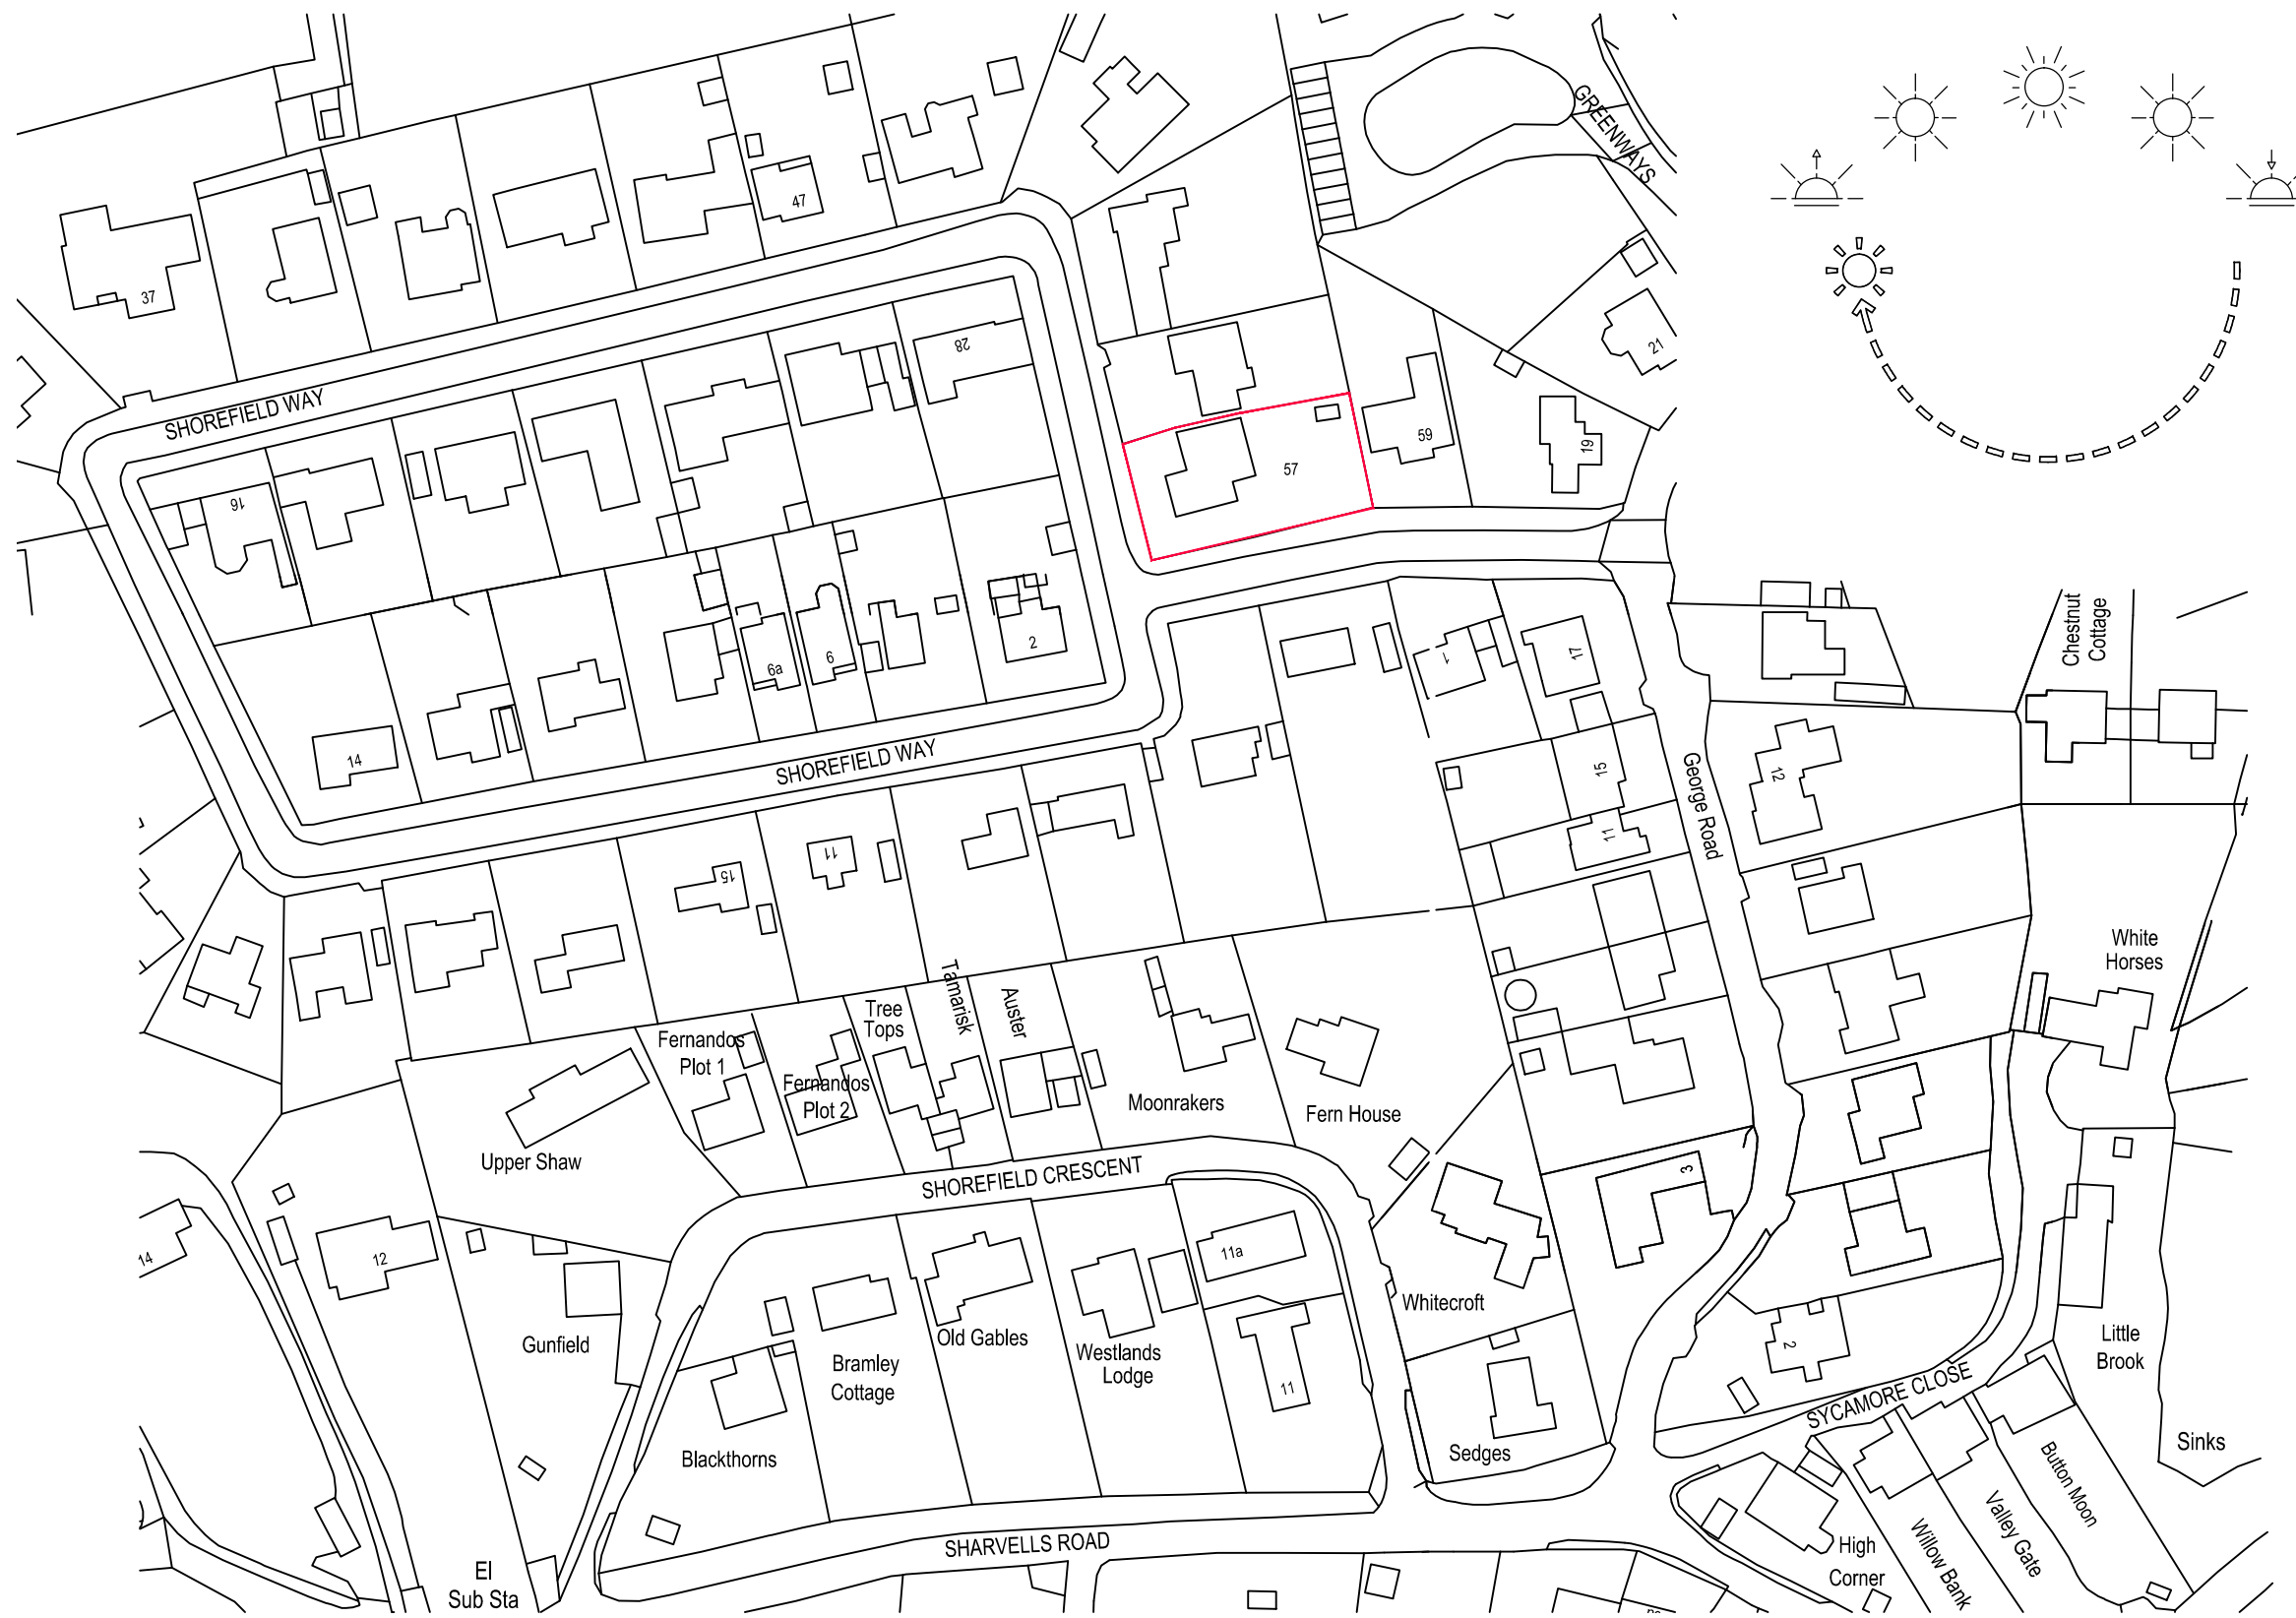 GREENWAYS
47
37
28
21
SHOREFIELD WAY
59
19
57
16
Chestnut
Cottage
2
6
6a
1
17
14
SHOREFIELD WAY
15
12
George Road
11
11
15
White
Horses
Tamarisk
Auster
Tree
Tops
Fernandos
Plot 1
Fernandos
Plot 2
Moonrakers
Fern House
Upper Shaw
SHOREFIELD CRESCENT
3
14
12
11a
Whitecroft
Gunfield
Old Gables
Westlands
Lodge
Bramley
Cottage
11
2
Little
Brook
SYCAMORE CLOSE
Blackthorns
Sedges
Sinks
Button Moon
Valley Gate
Willow Bank
SHARVELLS ROAD
High
Corner
El
Sub Sta